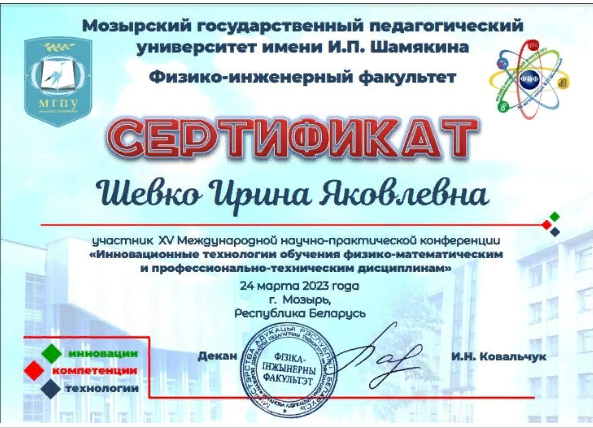 Мозырский государственный педагогический
университет имени И.П. Шамякина
Физико-инженерный факультет
МГПУ
ФИФ
СЕРТИФИКАТ
Шевко Ирина Яковлевна
участник XV Международной научно-практической конференции
«Инновационные технологии обучения физико-математическим
и профессионально-техническим дисциплинам»
24 марта 2023 года
г. Мозырь,
Республика Беларусь
инновации
компетенции
технологии
Декан
ФІЗІКА-
ІНЖЫНЕРНЫ
ФАКУЛЬТЭТ
И.Н. Ковальчук